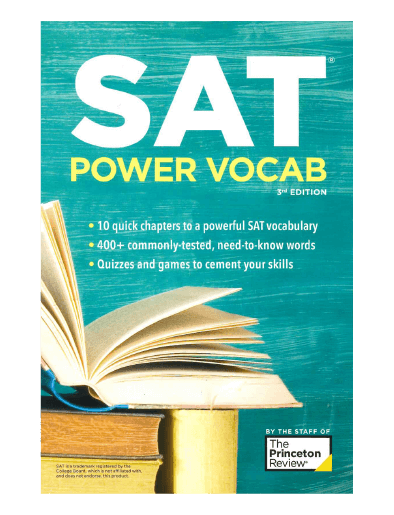 SAT®
POWER VOCAB
3rd EDITION
• 10 quick chapters to a powerful SAT vocabulary
• 400+ commonly-tested, need-to-know words
• Quizzes and games to cement your skills
BY THE STAFF OF
The
Princeton
Review®
SAT is a trademark registered by the
College Board, which is not affiliated with,
and does not endorse, this product.